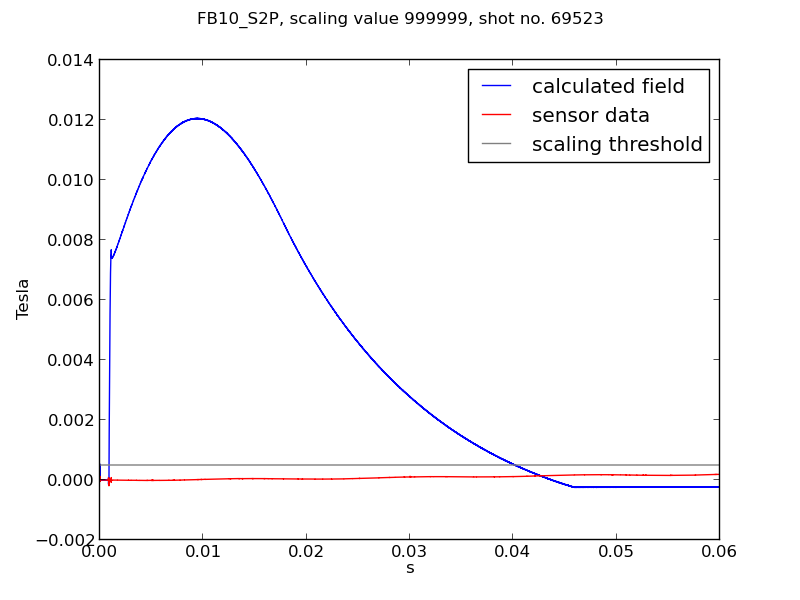 FB10_S2P, scaling value 999999, shot no. 69523
calculated field
sensor data
scaling threshold
Tesla
0.014
0.012
0.010
0.008
0.006
0.004
0.002
0.000
−0.002
0.00 0.01 0.02 0.03 0.04 0.05 0.06
s